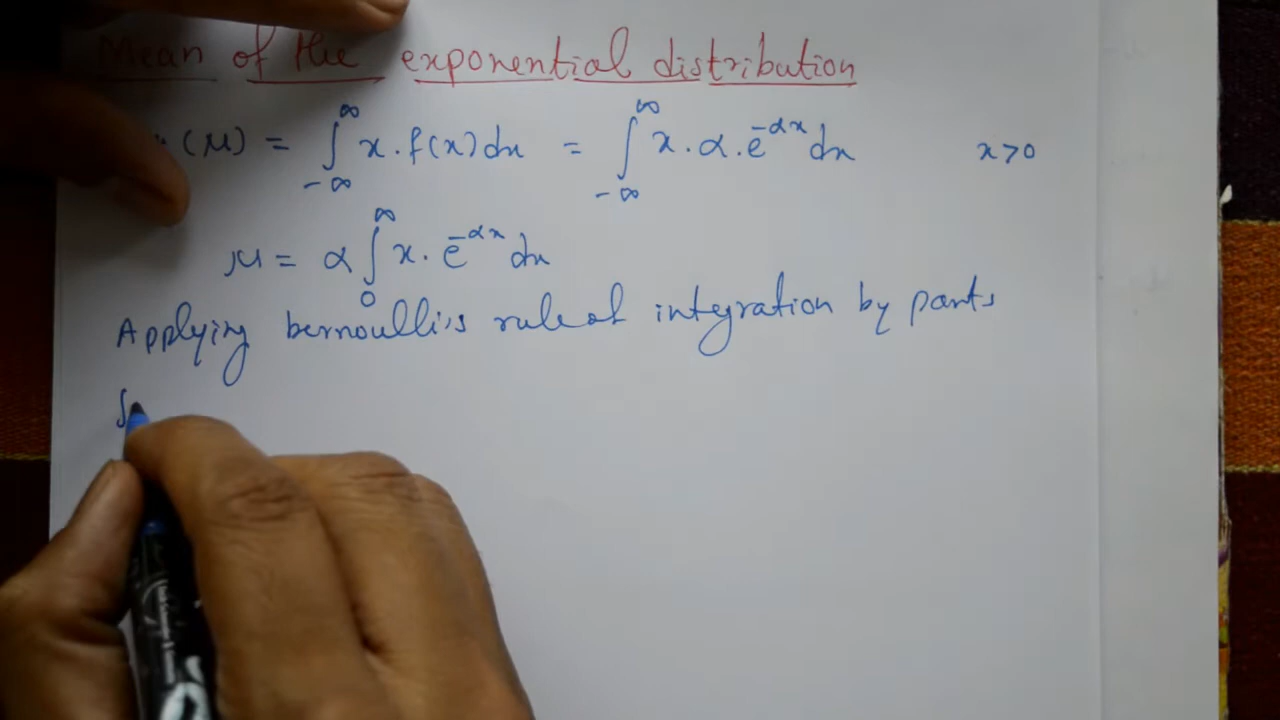 Mean of the exponential distribution
(μ) = ∫_{-∞}^{∞} x . f(x) dx = ∫_{-∞}^{∞} x . α . e^{-αx} dx x > 0
μ = α ∫_{0}^{∞} x . e^{-αx} dx
Applying bernoulli's rule of integration by parts
∫